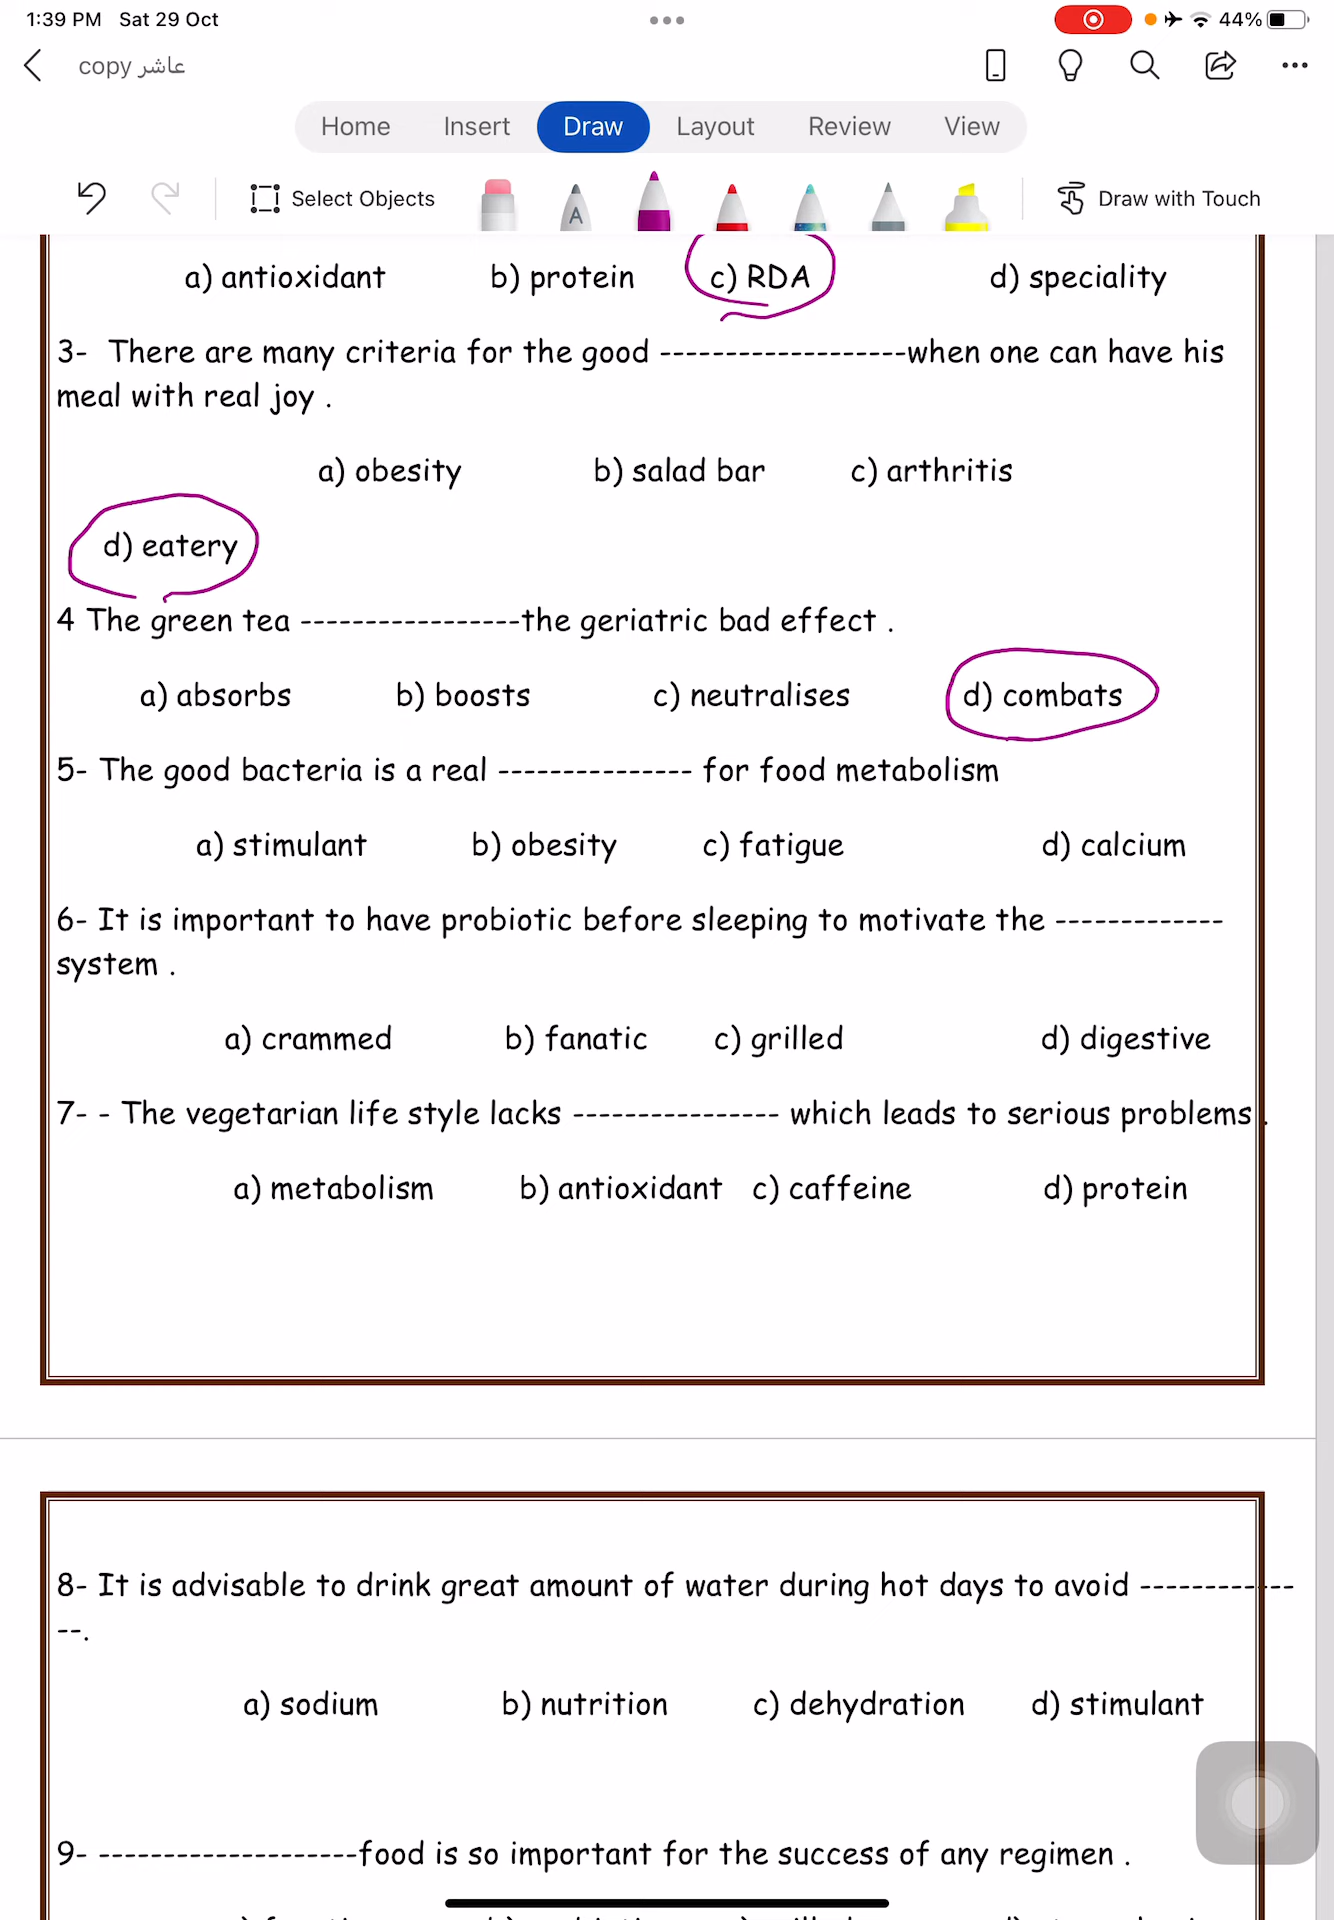 1:39 PM Sat 29 Oct
44%
copy عاشر
Home Insert Draw Layout Review View
Select Objects A Draw with Touch
a) antioxidant b) protein c) RDA d) speciality
3- There are many criteria for the good -------------------when one can have his
meal with real joy .
a) obesity b) salad bar c) arthritis
d) eatery
4 The green tea -----------------the geriatric bad effect .
a) absorbs b) boosts c) neutralises d) combats
5- The good bacteria is a real --------------- for food metabolism
a) stimulant b) obesity c) fatigue d) calcium
6- It is important to have probiotic before sleeping to motivate the -------------
system .
a) crammed b) fanatic c) grilled d) digestive
7- - The vegetarian life style lacks ---------------- which leads to serious problems .
a) metabolism b) antioxidant c) caffeine d) protein
8- It is advisable to drink great amount of water during hot days to avoid ------------
--.
a) sodium b) nutrition c) dehydration d) stimulant
9- --------------------food is so important for the success of any regimen .